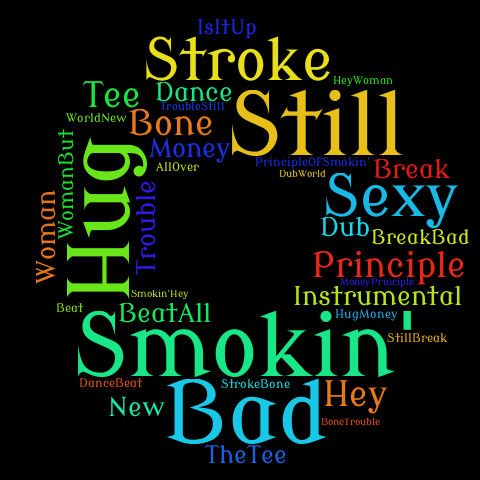 IsItUp
Stroke
HeyWoman
Tee
Dance
TroubleStill
Still
WorldNew
Bone
WomanBut
Hug
Money
PrincipleOfSmokin'
Break
AllOver
DubWorld
Woman
Trouble
Sexy
Dub
BreakBad
Principle
MoneyPrinciple
Smokin'Hey
Instrumental
Beat
BeatAll
HugMoney
Smokin'
StillBreak
DanceBeat
StrokeBone
Bad
Hey
New
BoneTrouble
TheTee